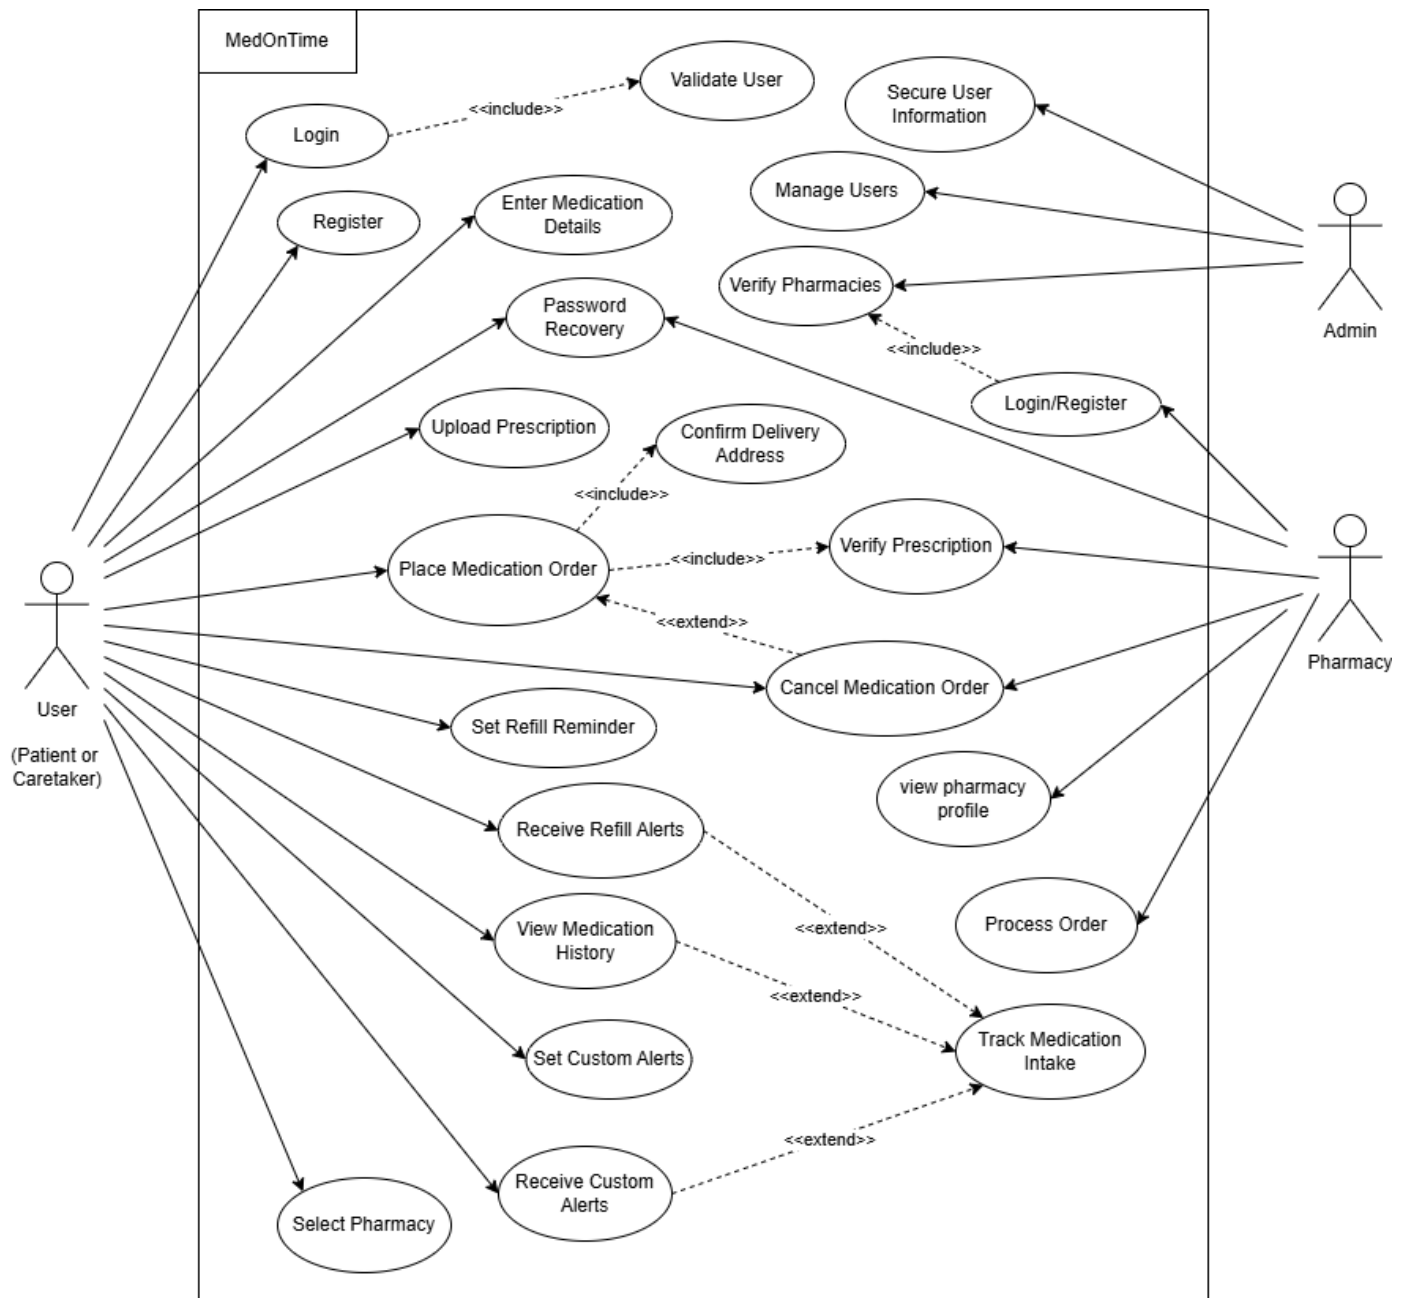 MedOnTime
Validate User
Secure User
Information
<<include>>
Login
Manage Users
Enter Medication
Details
Register
Verify Pharmacies
Password
Recovery
Admin
<<include>>
Login/Register
Upload Prescription
Confirm Delivery
Address
<<include>>
Verify Prescription
<<include>>
Place Medication Order
<<extend>>
Pharmacy
Cancel Medication Order
User
(Patient or
Caretaker)
Set Refill Reminder
view pharmacy
profile
Receive Refill Alerts
Process Order
<<extend>>
View Medication
History
<<extend>>
Track Medication
Intake
Set Custom Alerts
<<extend>>
Receive Custom
Alerts
Select Pharmacy